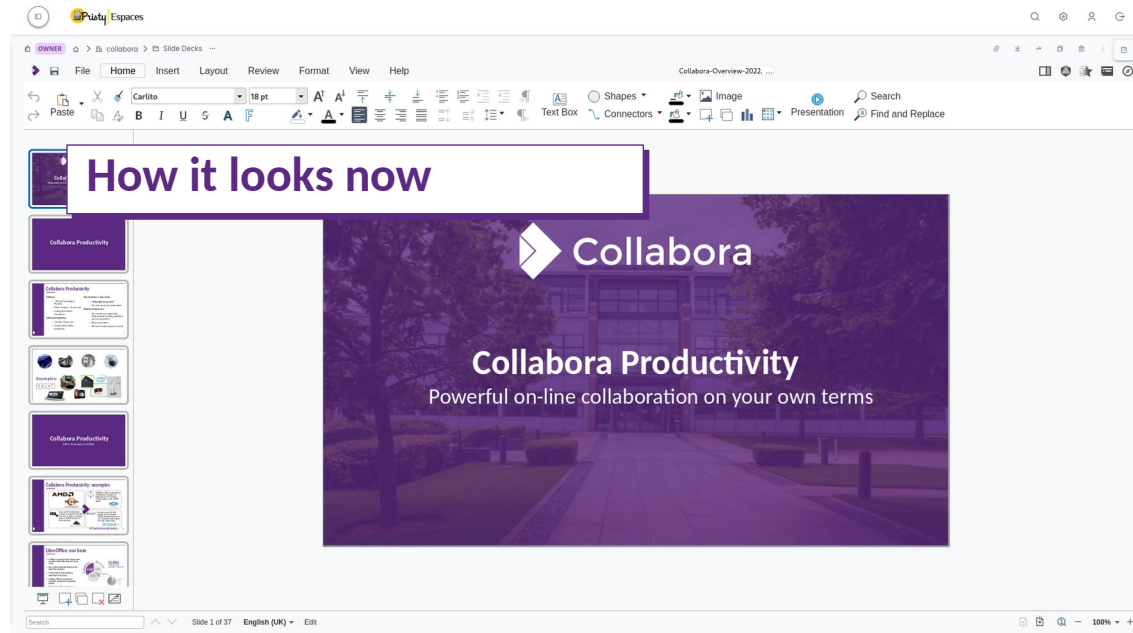 Pristy Espaces
OWNER > collabora > Slide Decks ...
File Home Insert Layout Review Format View Help
Collabora-Overview-2022. ...
Paste
Carlito 18 pt
B I U S A F
Text Box
Shapes
Connectors
Image
Presentation
Search
Find and Replace
How it looks now
Collabora
Collabora Productivity
Powerful on-line collaboration on your own terms
Collabora Productivity
Collabora Productivity
Examples:
Collabora Productivity
Collabora Productivity: examples
AMD
LibreOffice: our base
Search
Slide 1 of 37 English (UK) Edit
100%